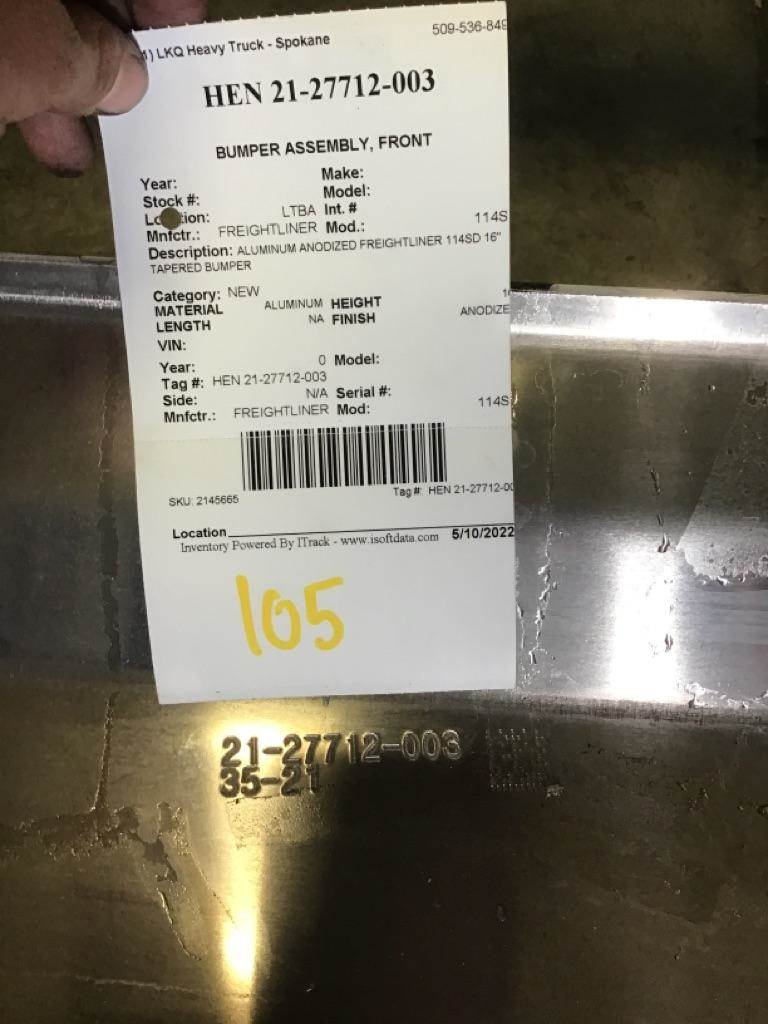 1) LKQ Heavy Truck - Spokane 509-536-849
HEN 21-27712-003
BUMPER ASSEMBLY, FRONT
Year: Make:
Stock #: Model:
Location: LTBA Int. #
Mnfctr.: FREIGHTLINER Mod.: 114S
Description: ALUMINUM ANODIZED FREIGHTLINER 114SD 16"
TAPERED BUMPER
Category: NEW
MATERIAL ALUMINUM HEIGHT
LENGTH NA FINISH ANODIZE
VIN:
Year: 0 Model:
Tag #: HEN 21-27712-003
Side: N/A Serial #:
Mnfctr.: FREIGHTLINER Mod: 114S
SKU: 2145665 Tag #: HEN 21-27712-00
Location 5/10/2022
Inventory Powered By ITrack - www.isoftdata.com
105
21-27712-003
35-21